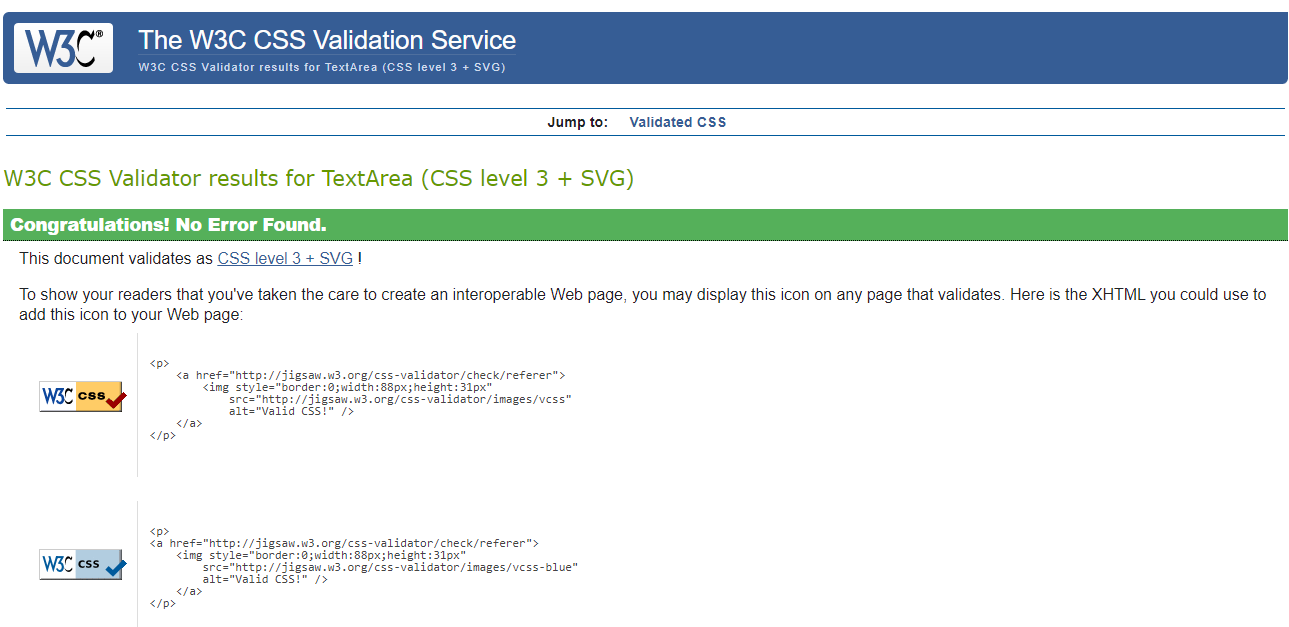 W3C®
The W3C CSS Validation Service
W3C CSS Validator results for TextArea (CSS level 3 + SVG)
Jump to: Validated CSS
W3C CSS Validator results for TextArea (CSS level 3 + SVG)
Congratulations! No Error Found.
This document validates as CSS level 3 + SVG !
To show your readers that you've taken the care to create an interoperable Web page, you may display this icon on any page that validates. Here is the XHTML you could use to
add this icon to your Web page:
W3C css
<p>
    <a href="http://jigsaw.w3.org/css-validator/check/referer">
        <img style="border:0;width:88px;height:31px"
            src="http://jigsaw.w3.org/css-validator/images/vcss"
            alt="Valid CSS!" />
    </a>
</p>
W3C css
<p>
<a href="http://jigsaw.w3.org/css-validator/check/referer">
    <img style="border:0;width:88px;height:31px"
        src="http://jigsaw.w3.org/css-validator/images/vcss-blue"
        alt="Valid CSS!" />
    </a>
</p>